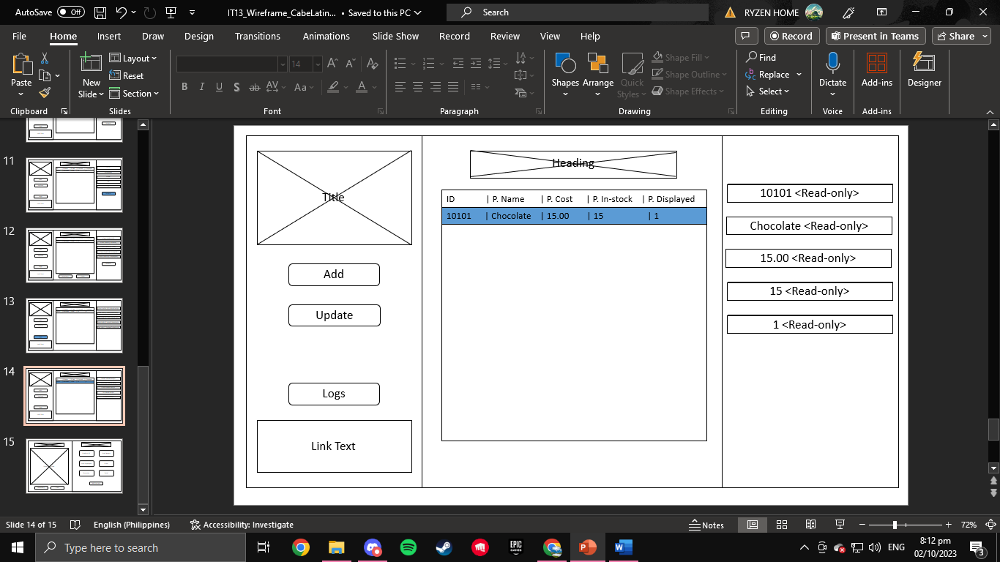 AutoSave Off IT13_Wireframe_CabeLatin... • Saved to this PC Search RYZEN HOME
File Home Insert Draw Design Transitions Animations Slide Show Record Review View Help Record Present in Teams Share
Paste
New Slide
Layout
Reset
Section
14
B I U S ab AV Aa A
Shapes
Arrange
Quick Styles
Shape Fill
Shape Outline
Shape Effects
Find
Replace
Select
Dictate
Add-ins
Designer
Clipboard Slides Font Paragraph Drawing Editing Voice Add-ins
11
12
13
14
15
Title
Add
Update
Logs
Link Text
Heading
ID | P. Name | P. Cost | P. In-stock | P. Displayed
10101 | Chocolate | 15.00 | 15 | 1
10101 <Read-only>
Chocolate <Read-only>
15.00 <Read-only>
15 <Read-only>
1 <Read-only>
Slide 14 of 15 English (Philippines) Accessibility: Investigate Notes 72%
Type here to search EPIC GAMES ENG 8:12 pm
02/10/2023 3